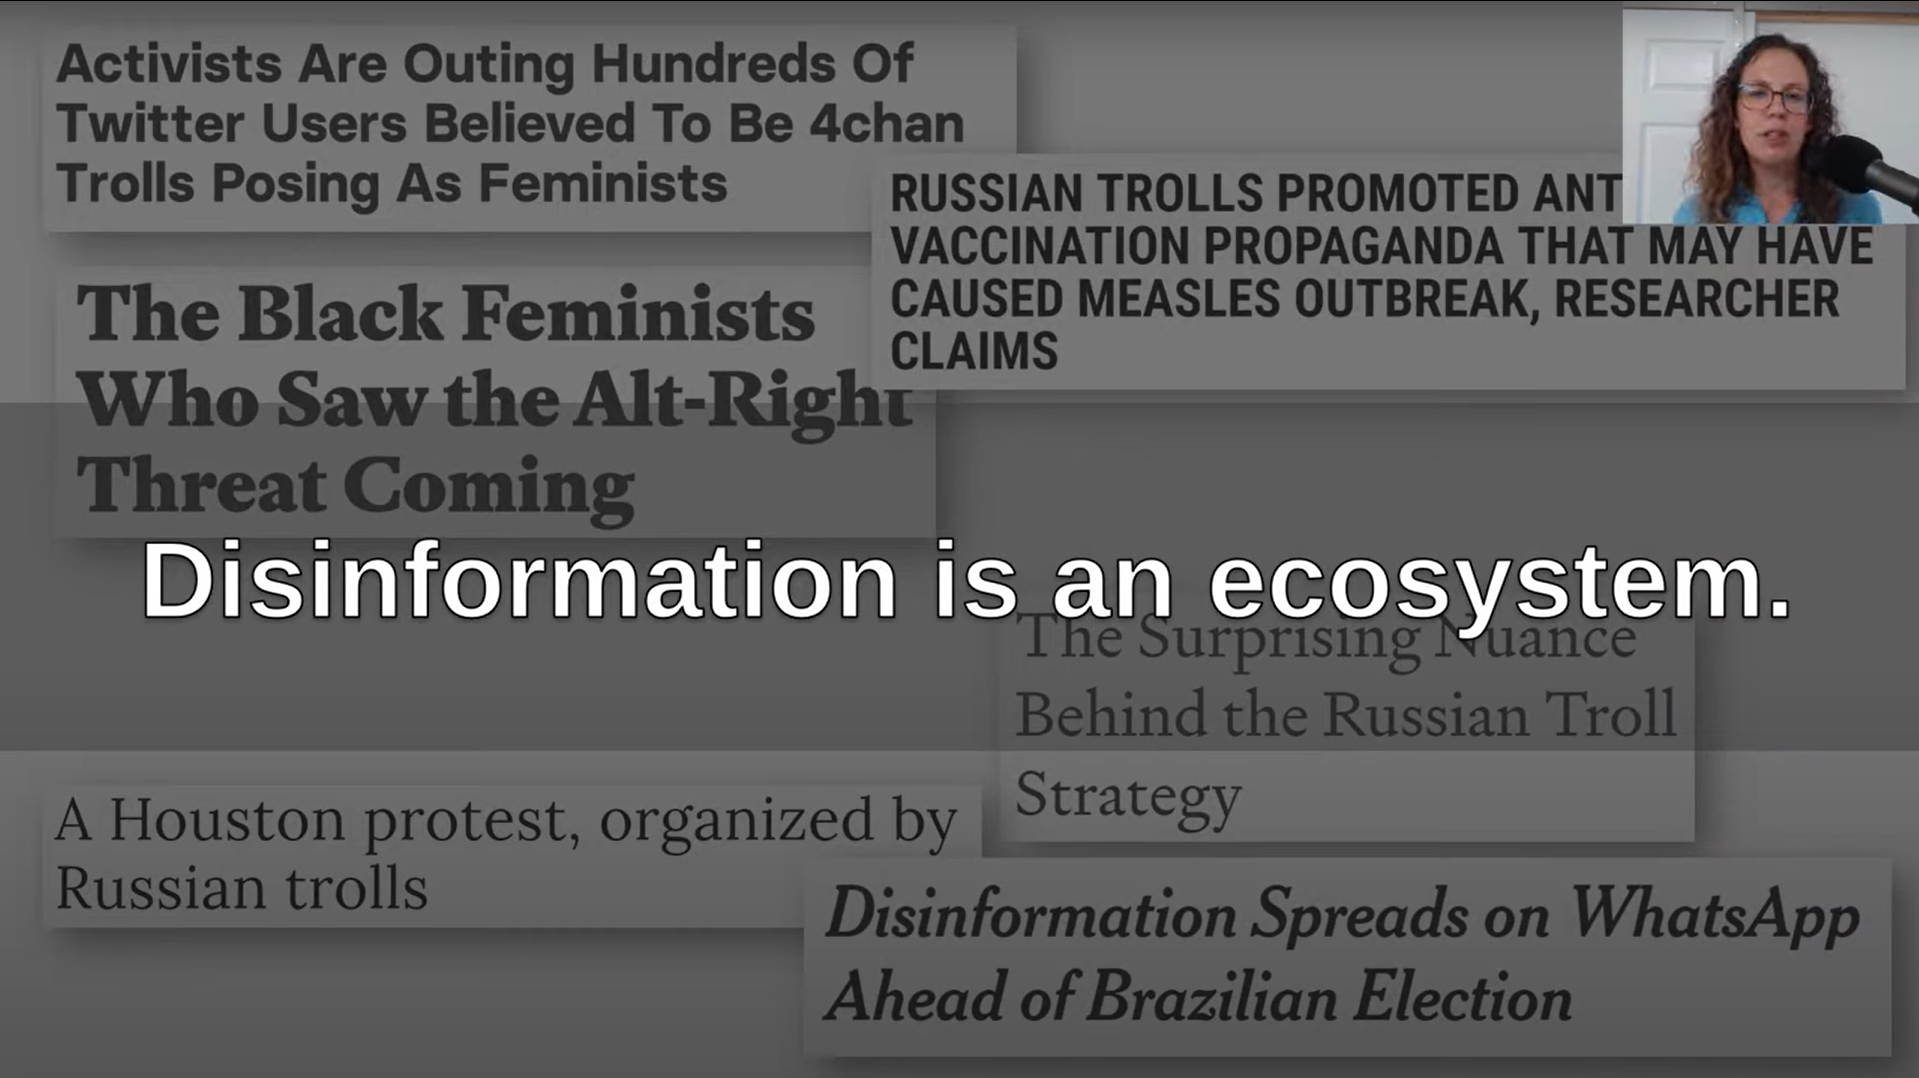 Activists Are Outing Hundreds Of
Twitter Users Believed To Be 4chan
Trolls Posing As Feminists
RUSSIAN TROLLS PROMOTED ANT
VACCINATION PROPAGANDA THAT MAY HAVE
CAUSED MEASLES OUTBREAK, RESEARCHER
CLAIMS
The Black Feminists
Who Saw the Alt-Right
Threat Coming
Disinformation is an ecosystem.
The Surprising Nuance
Behind the Russian Troll
Strategy
A Houston protest, organized by
Russian trolls
Disinformation Spreads on WhatsApp
Ahead of Brazilian Election